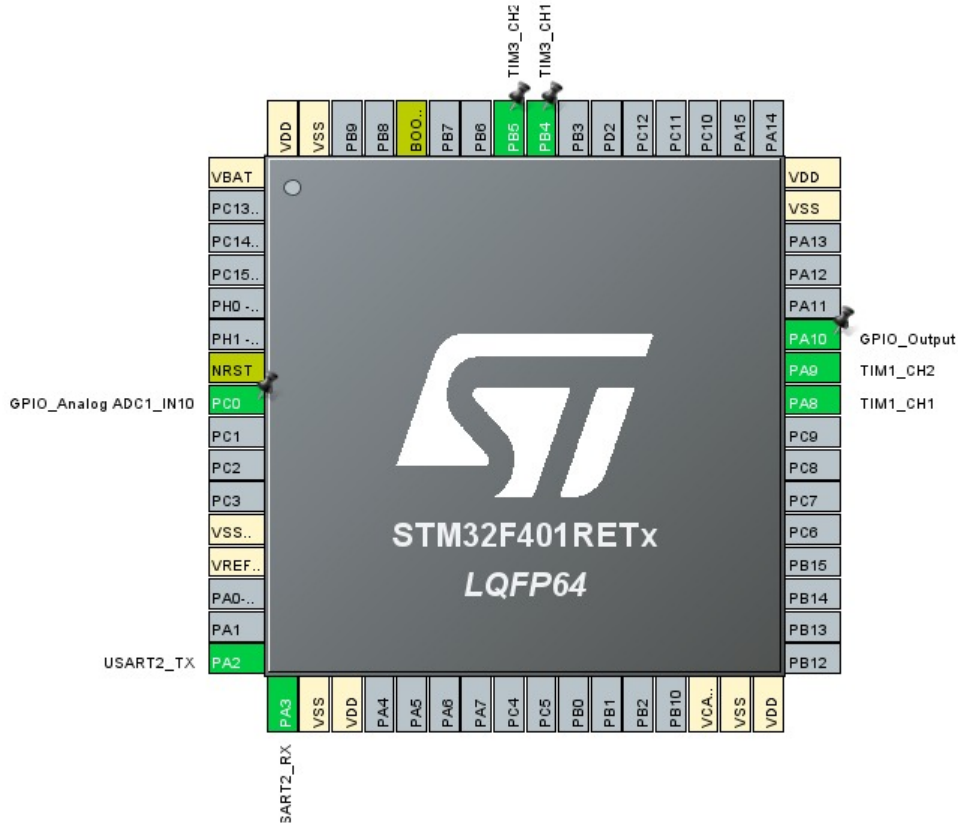 TIM3_CH2
TIM3_CH1
VDD
VSS
PB9
PB8
BOO..
PB7
PB6
PB5
PB4
PB3
PD2
PC12
PC11
PC10
PA15
PA14
VBAT
PC13..
PC14..
PC15..
PH0 -..
PH1 -..
NRST
GPIO_Analog ADC1_IN10 PC0
PC1
PC2
PC3
VSS..
VREF..
PA0-..
PA1
USART2_TX PA2
VDD
VSS
PA13
PA12
PA11
PA10 GPIO_Output
PA9 TIM1_CH2
PA8 TIM1_CH1
PC9
PC8
PC7
PC6
PB15
PB14
PB13
PB12
ST
STM32F401RETx
LQFP64
PA3
VSS
VDD
PA4
PA5
PA6
PA7
PC4
PC5
PB0
PB1
PB2
PB10
VCA..
VSS
VDD
SART2_RX